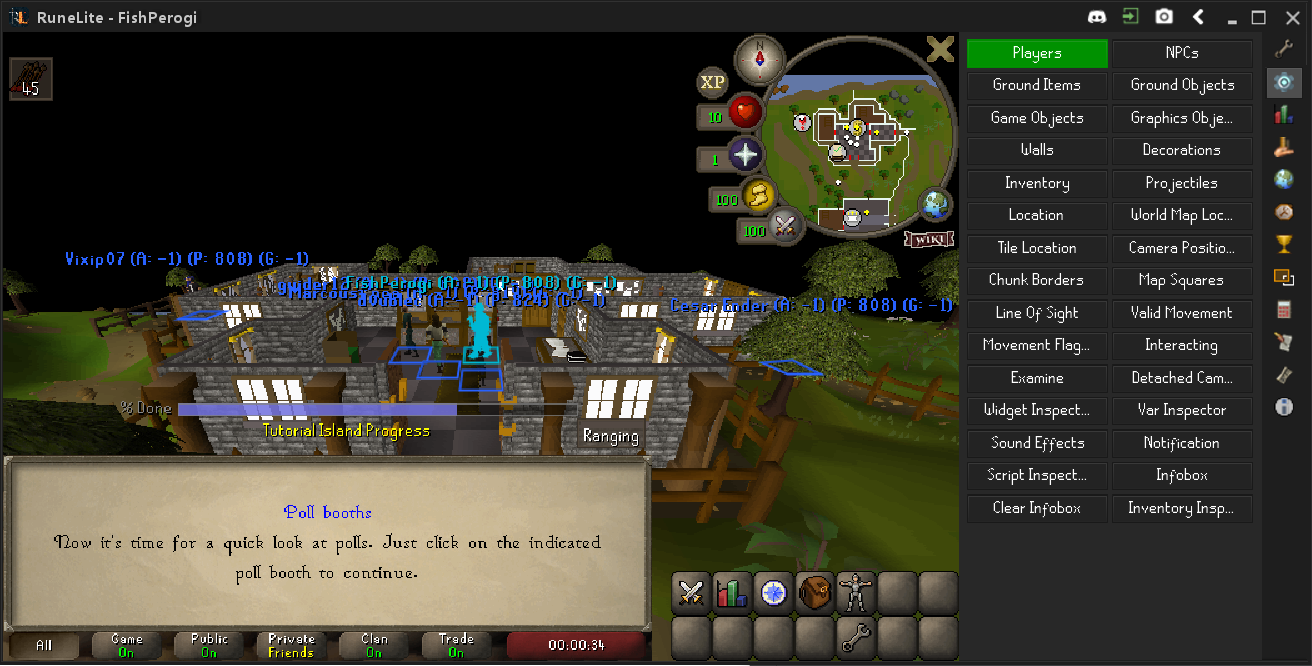 RuneLite - FishPerogi
45
N
XP
10
1
100
100
WIKI
Vixip07 (A: -1) (P: 808) (G: -1)
FishPerogi (A: -1) (P: 808) (G: -1)
Cesar Ender (A: -1) (P: 808) (G: -1)
% Done
Tutorial Island Progress
Ranging
Poll booths
Now it's time for a quick look at polls. Just click on the indicated
poll booth to continue.
All
Game
On
Public
On
Private
Friends
Clan
On
Trade
On
00:00:34
Players
NPCs
Ground Items
Ground Objects
Game Objects
Graphics Obje...
Walls
Decorations
Inventory
Projectiles
Location
World Map Loc...
Tile Location
Camera Positio...
Chunk Borders
Map Squares
Line Of Sight
Valid Movement
Movement Flag...
Interacting
Examine
Detached Cam...
Widget Inspect...
Var Inspector
Sound Effects
Notification
Script Inspect...
Infobox
Clear Infobox
Inventory Insp...